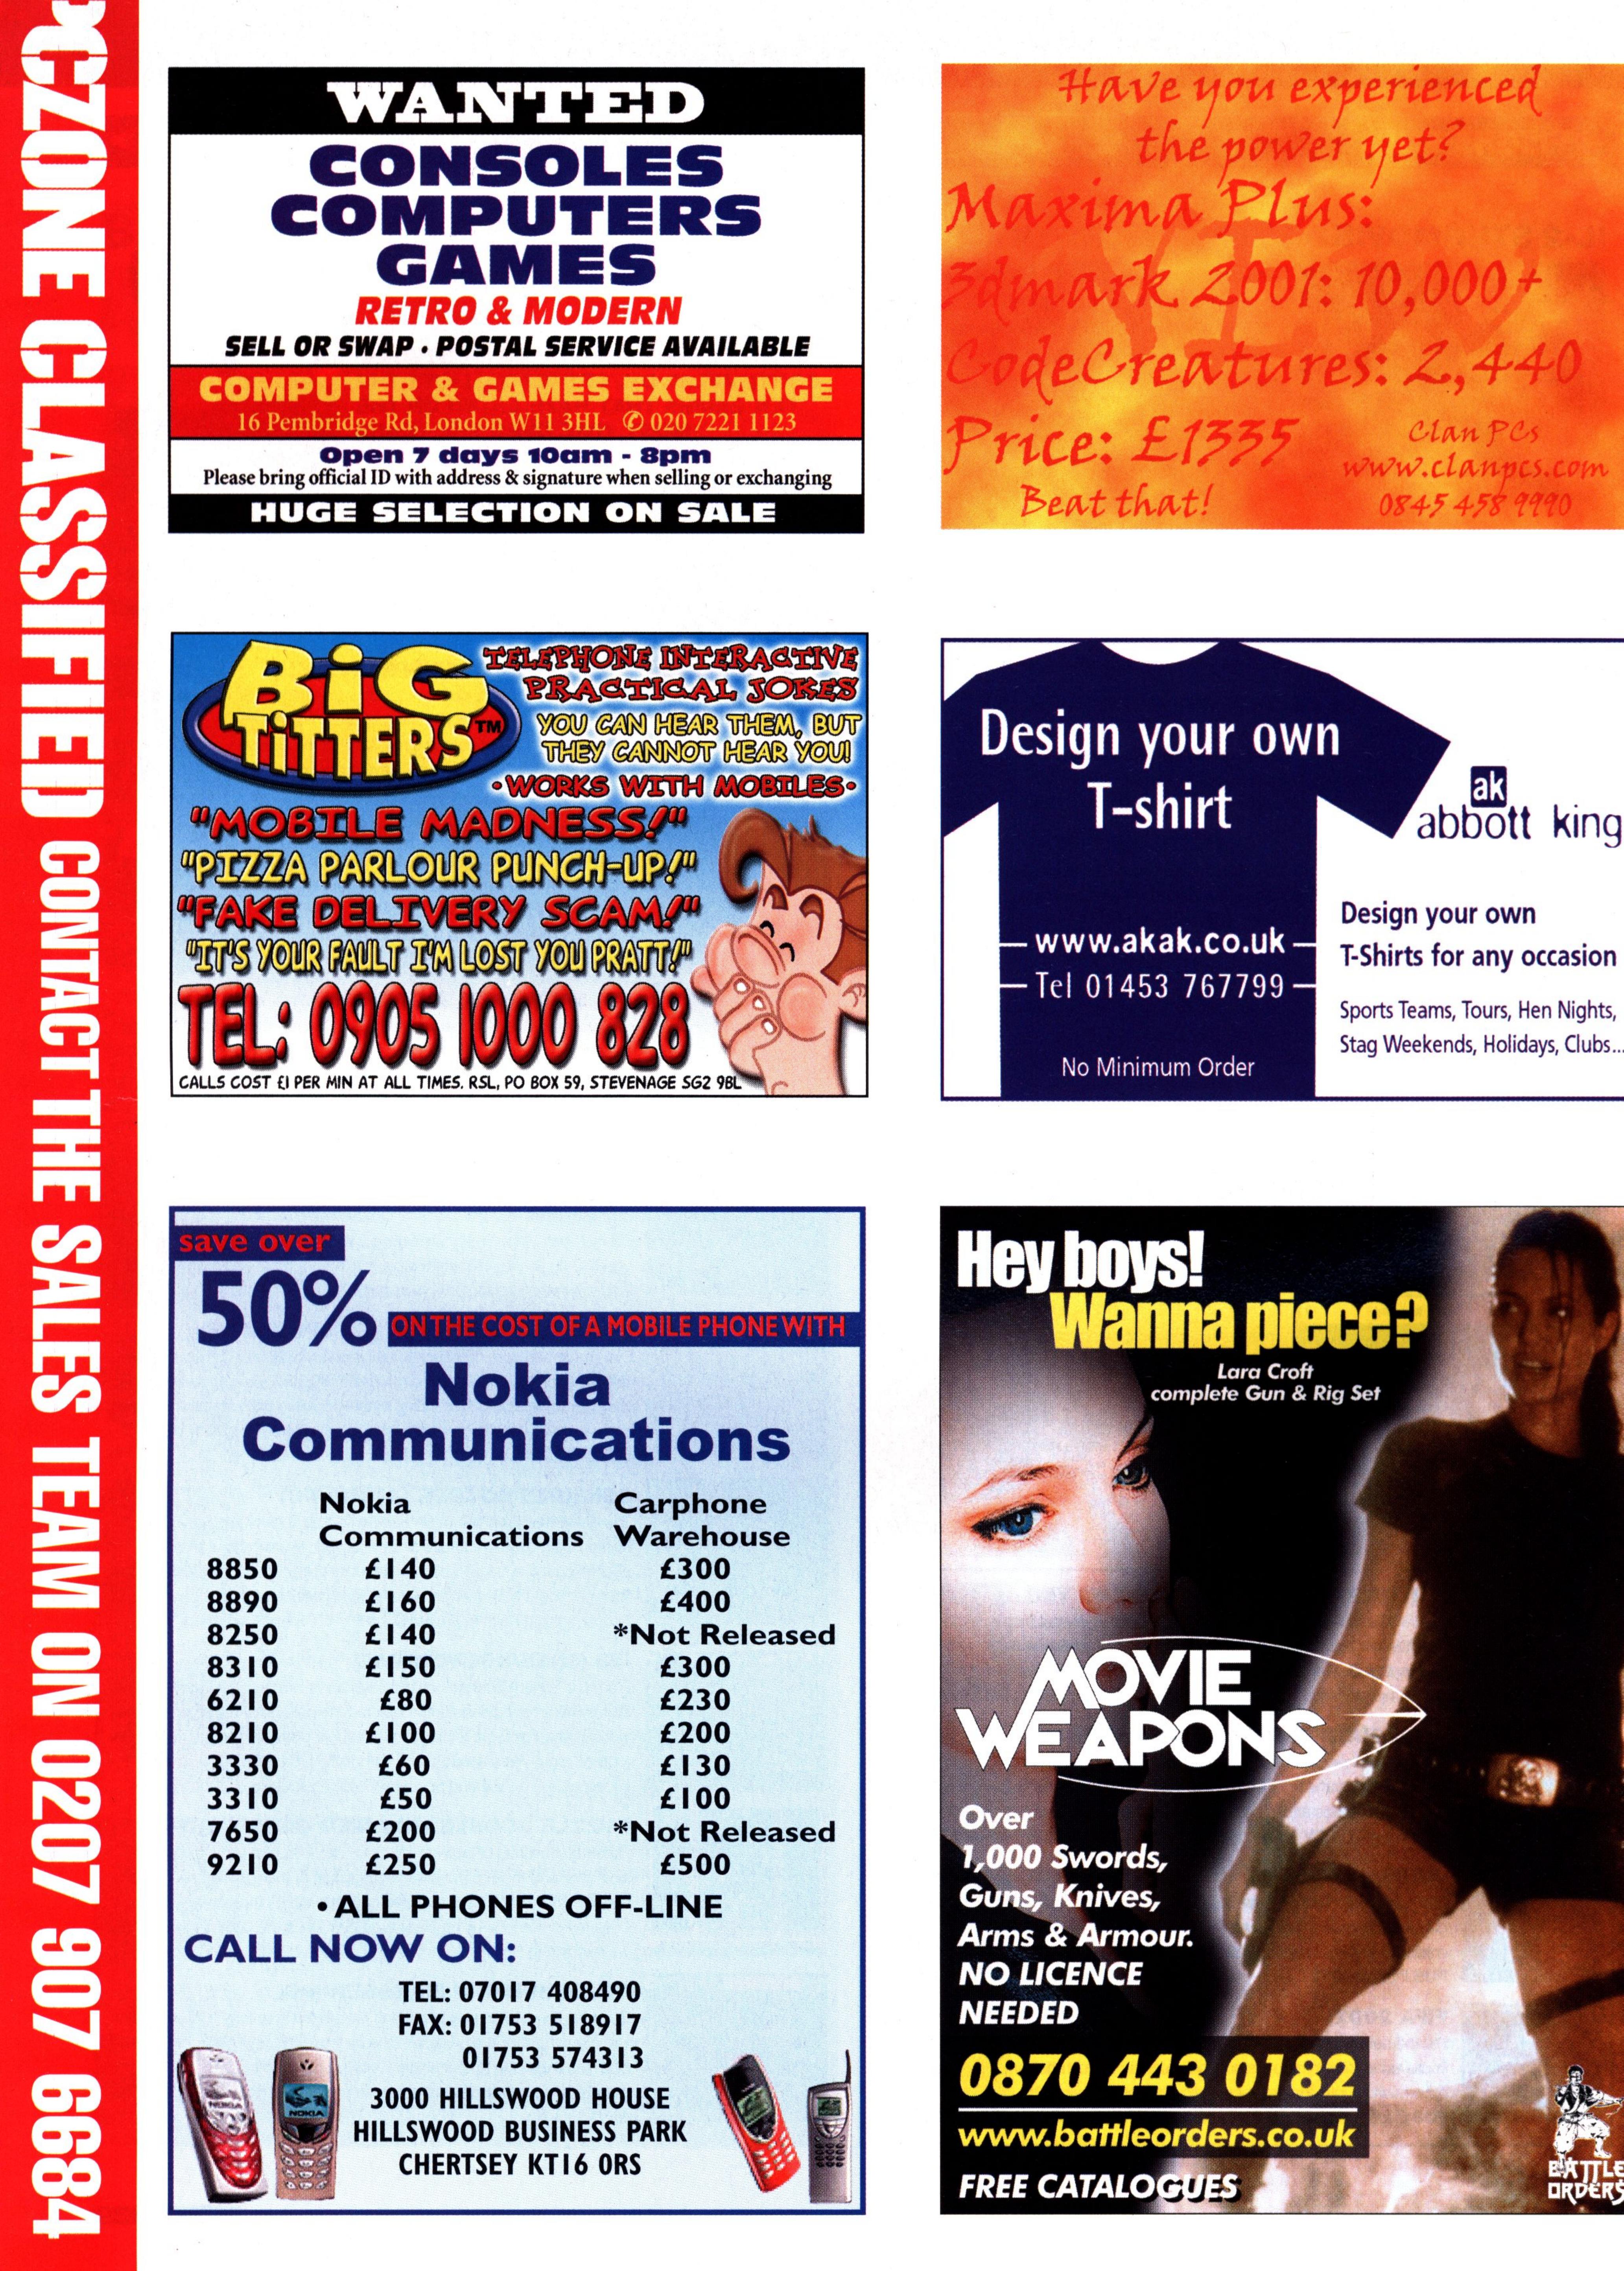 PCZONE CLASSIFIED CONTACT THE SALES TEAM ON 0207 907 6684
WANTED
CONSOLES
COMPUTERS
GAMES
RETRO & MODERN
SELL OR SWAP • POSTAL SERVICE AVAILABLE
COMPUTER & GAMES EXCHANGE
16 Pembridge Rd, London W11 3HL ✆ 020 7221 1123
Open 7 days 10am - 8pm
Please bring official ID with address & signature when selling or exchanging
HUGE SELECTION ON SALE
Have you experienced
the power yet?
Maxima Plus:
3dmark 2001: 10,000+
CodeCreatures: 2,440
Price: £1335
Beat that!
Clan PCs
www.clanpcs.com
0845 458 9990
BiG
TiTTERS™
TELEPHONE INTERACTIVE
PRACTICAL JOKES
YOU CAN HEAR THEM, BUT
THEY CANNOT HEAR YOU!
•WORKS WITH MOBILES•
"MOBILE MADNESS!"
"PIZZA PARLOUR PUNCH-UP!"
"FAKE DELIVERY SCAM!"
"IT'S YOUR FAULT I'M LOST YOU PRATT!"
TEL: 0905 1000 828
CALLS COST £1 PER MIN AT ALL TIMES. RSL, PO BOX 59, STEVENAGE SG2 9BL
Design your own
T-shirt
www.akak.co.uk
Tel 01453 767799
No Minimum Order
ak
abbott king
Design your own
T-Shirts for any occasion
Sports Teams, Tours, Hen Nights,
Stag Weekends, Holidays, Clubs...
save over
50% ON THE COST OF A MOBILE PHONE WITH
Nokia
Communications
Nokia Carphone
Communications Warehouse
8850 £140 £300
8890 £160 £400
8250 £140 *Not Released
8310 £150 £300
6210 £80 £230
8210 £100 £200
3330 £60 £130
3310 £50 £100
7650 £200 *Not Released
9210 £250 £500
• ALL PHONES OFF-LINE
CALL NOW ON:
TEL: 07017 408490
FAX: 01753 518917
01753 574313
3000 HILLSWOOD HOUSE
HILLSWOOD BUSINESS PARK
CHERTSEY KT16 0RS
NOKIA
NOKIA
Hey boys!
Wanna piece?
Lara Croft
complete Gun & Rig Set
MOVIE
WEAPONS
Over
1,000 Swords,
Guns, Knives,
Arms & Armour.
NO LICENCE
NEEDED
0870 443 0182
www.battleorders.co.uk
FREE CATALOGUES
BATTLE
ORDERS